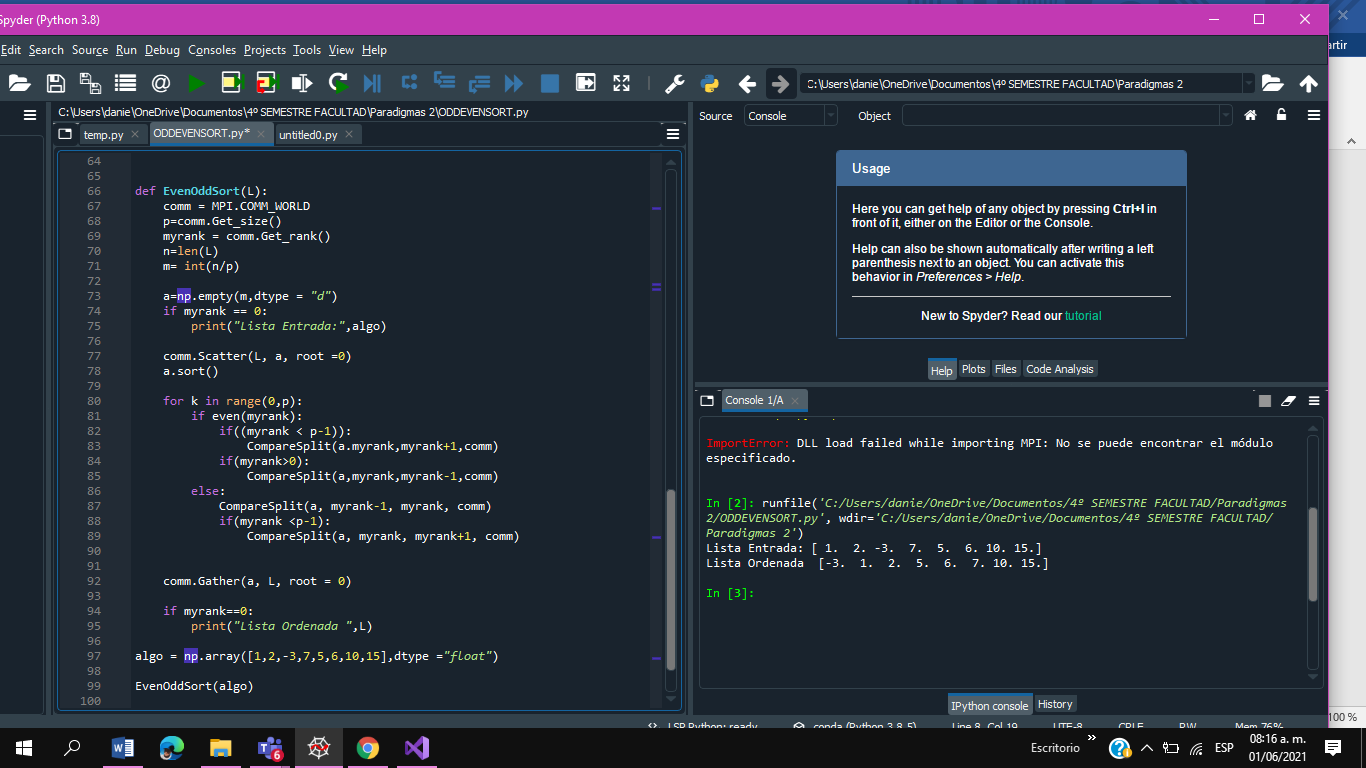 Spyder (Python 3.8)
artir
Edit Search Source Run Debug Consoles Projects Tools View Help
C:\Users\danie\OneDrive\Documentos\4º SEMESTRE FACULTAD\Paradigmas 2
C:\Users\danie\OneDrive\Documentos\4º SEMESTRE FACULTAD\Paradigmas 2\ODDEVENSORT.py
temp.py ODDEVENSORT.py* untitled0.py
64
65
66 def EvenOddSort(L):
67 comm = MPI.COMM_WORLD
68 p=comm.Get_size()
69 myrank = comm.Get_rank()
70 n=len(L)
71 m= int(n/p)
72
73 a=np.empty(m,dtype = "d")
74 if myrank == 0:
75 print("Lista Entrada:",algo)
76
77 comm.Scatter(L, a, root =0)
78 a.sort()
79
80 for k in range(0,p):
81 if even(myrank):
82 if((myrank < p-1)):
83 CompareSplit(a.myrank,myrank+1,comm)
84 if(myrank>0):
85 CompareSplit(a,myrank,myrank-1,comm)
86 else:
87 CompareSplit(a, myrank-1, myrank, comm)
88 if(myrank <p-1):
89 CompareSplit(a, myrank, myrank+1, comm)
90
91
92 comm.Gather(a, L, root = 0)
93
94 if myrank==0:
95 print("Lista Ordenada ",L)
96
97 algo = np.array([1,2,-3,7,5,6,10,15],dtype ="float")
98
99 EvenOddSort(algo)
100
Source Console Object
Usage
Here you can get help of any object by pressing Ctrl+I in
front of it, either on the Editor or the Console.
Help can also be shown automatically after writing a left
parenthesis next to an object. You can activate this
behavior in Preferences > Help.
New to Spyder? Read our tutorial
Help Plots Files Code Analysis
Console 1/A
ImportError: DLL load failed while importing MPI: No se puede encontrar el módulo
especificado.
In [2]: runfile('C:/Users/danie/OneDrive/Documentos/4º SEMESTRE FACULTAD/Paradigmas
2/ODDEVENSORT.py', wdir='C:/Users/danie/OneDrive/Documentos/4º SEMESTRE FACULTAD/
Paradigmas 2')
Lista Entrada: [ 1. 2. -3. 7. 5. 6. 10. 15.]
Lista Ordenada [-3. 1. 2. 5. 6. 7. 10. 15.]
In [3]:
IPython console History
100 %
LSP Python: ready conda (Python 3.8.5) Line 8, Col 19 UTF-8 CRLF RW Mem 76%
6
Escritorio ESP
08:16 a. m.
01/06/2021